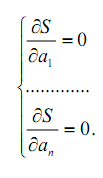 ∂S/∂a₁ = 0
.............
∂S/∂aₙ = 0.